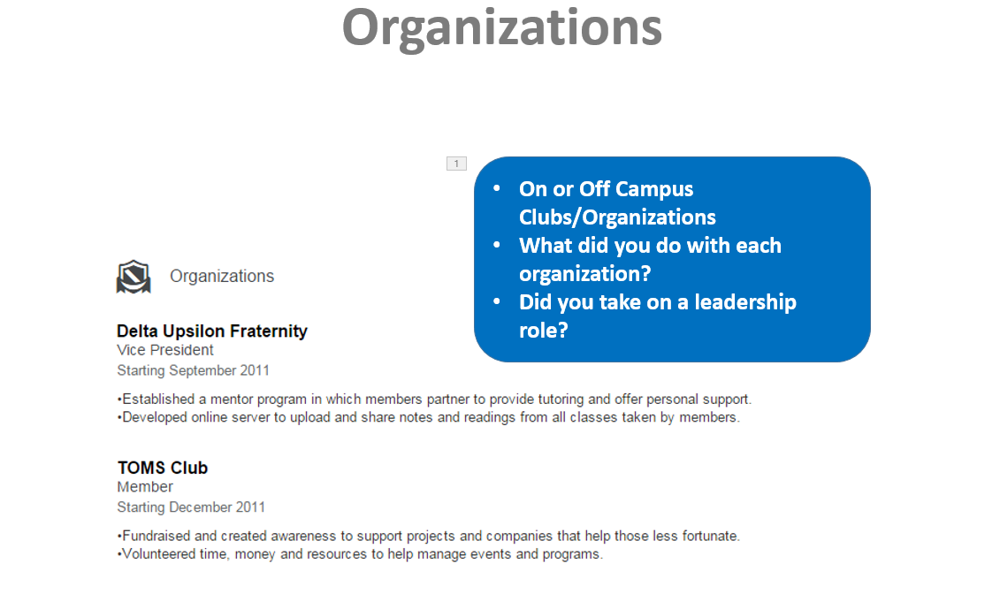 Organizations
1
• On or Off Campus
Clubs/Organizations
• What did you do with each
organization?
• Did you take on a leadership
role?
Organizations
Delta Upsilon Fraternity
Vice President
Starting September 2011
•Established a mentor program in which members partner to provide tutoring and offer personal support.
•Developed online server to upload and share notes and readings from all classes taken by members.
TOMS Club
Member
Starting December 2011
•Fundraised and created awareness to support projects and companies that help those less fortunate.
•Volunteered time, money and resources to help manage events and programs.